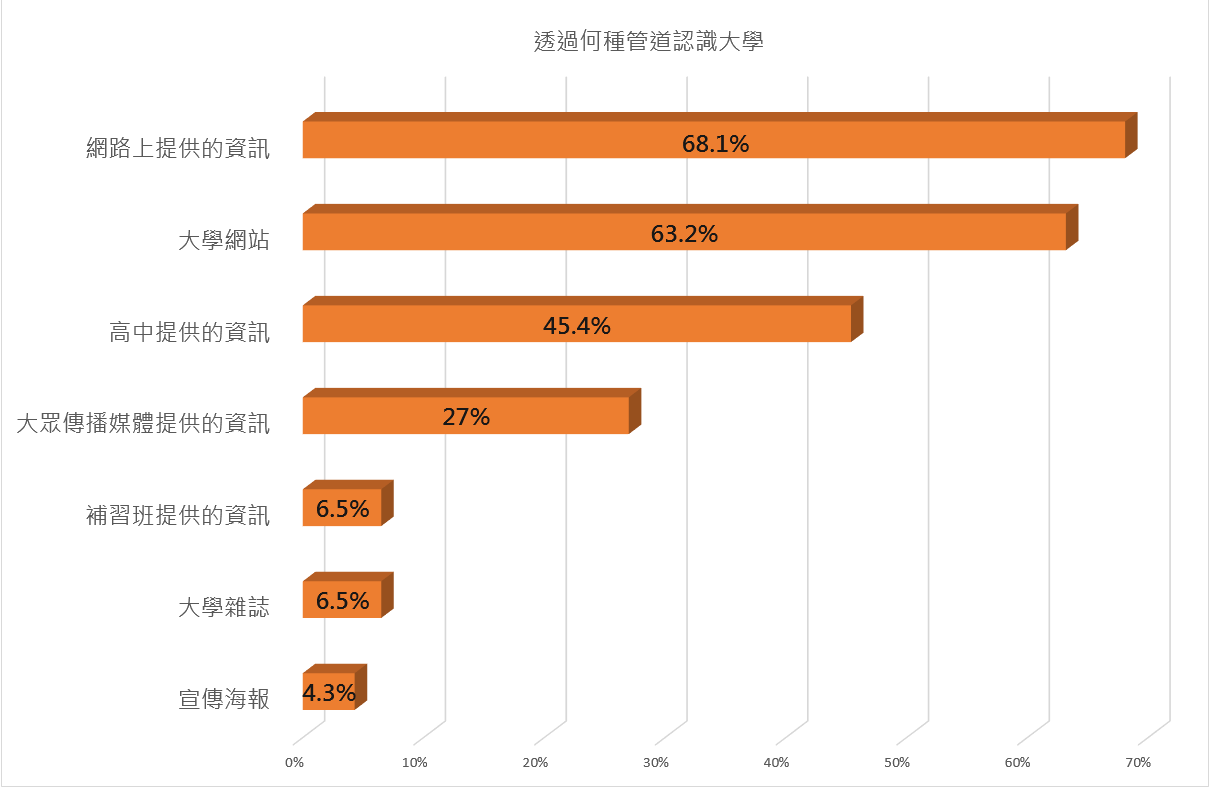 透過何種管道認識大學
網路上提供的資訊
68.1%
大學網站
63.2%
高中提供的資訊
45.4%
大眾傳播媒體提供的資訊
27%
補習班提供的資訊
6.5%
大學雜誌
6.5%
宣傳海報
4.3%
0% 10% 20% 30% 40% 50% 60% 70%